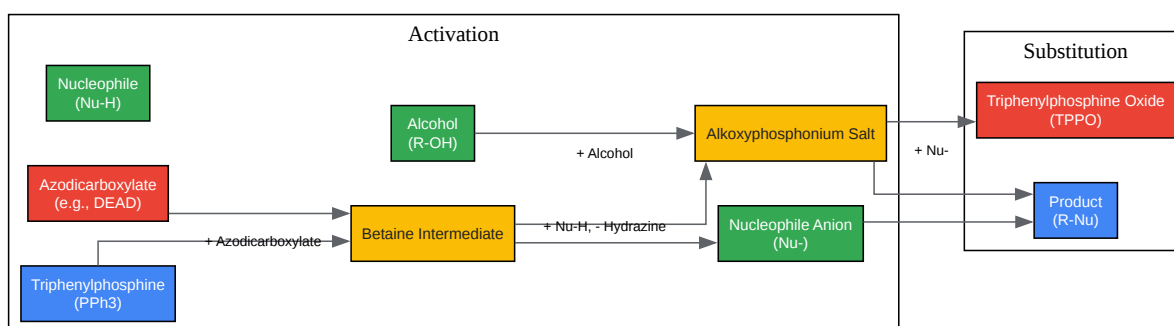 Activation
Substitution
Nucleophile
(Nu-H)
Triphenylphosphine Oxide
(TPPO)
Alcohol
(R-OH)
Alkoxyphosphonium Salt
+ Alcohol
+ Nu-
Azodicarboxylate
(e.g., DEAD)
Product
(R-Nu)
Betaine Intermediate
+ Nu-H, - Hydrazine
Nucleophile Anion
(Nu-)
+ Azodicarboxylate
Triphenylphosphine
(PPh3)